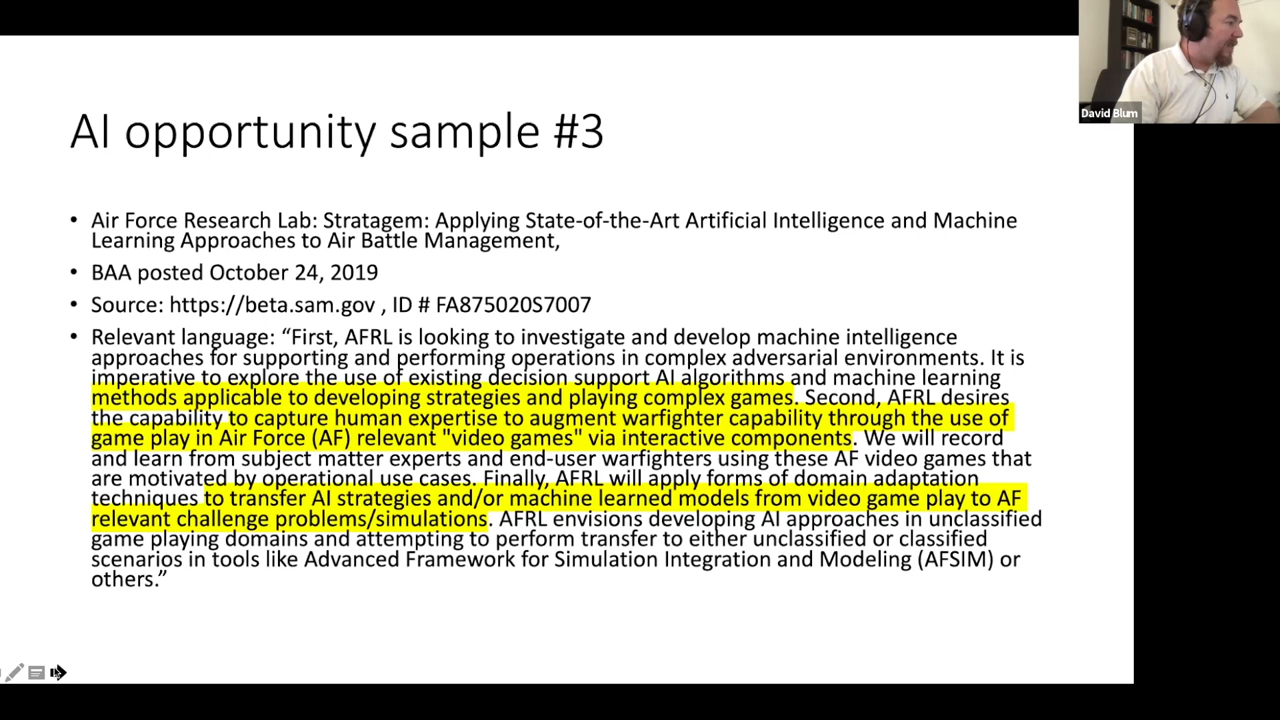 David Blum
AI opportunity sample #3
• Air Force Research Lab: Stratagem: Applying State-of-the-Art Artificial Intelligence and Machine
Learning Approaches to Air Battle Management,
• BAA posted October 24, 2019
• Source: https://beta.sam.gov , ID # FA875020S7007
• Relevant language: “First, AFRL is looking to investigate and develop machine intelligence
approaches for supporting and performing operations in complex adversarial environments. It is
imperative to explore the use of existing decision support AI algorithms and machine learning
methods applicable to developing strategies and playing complex games. Second, AFRL desires
the capability to capture human expertise to augment warfighter capability through the use of
game play in Air Force (AF) relevant "video games" via interactive components. We will record
and learn from subject matter experts and end-user warfighters using these AF video games that
are motivated by operational use cases. Finally, AFRL will apply forms of domain adaptation
techniques to transfer AI strategies and/or machine learned models from video game play to AF
relevant challenge problems/simulations. AFRL envisions developing AI approaches in unclassified
game playing domains and attempting to perform transfer to either unclassified or classified
scenarios in tools like Advanced Framework for Simulation Integration and Modeling (AFSIM) or
others.”